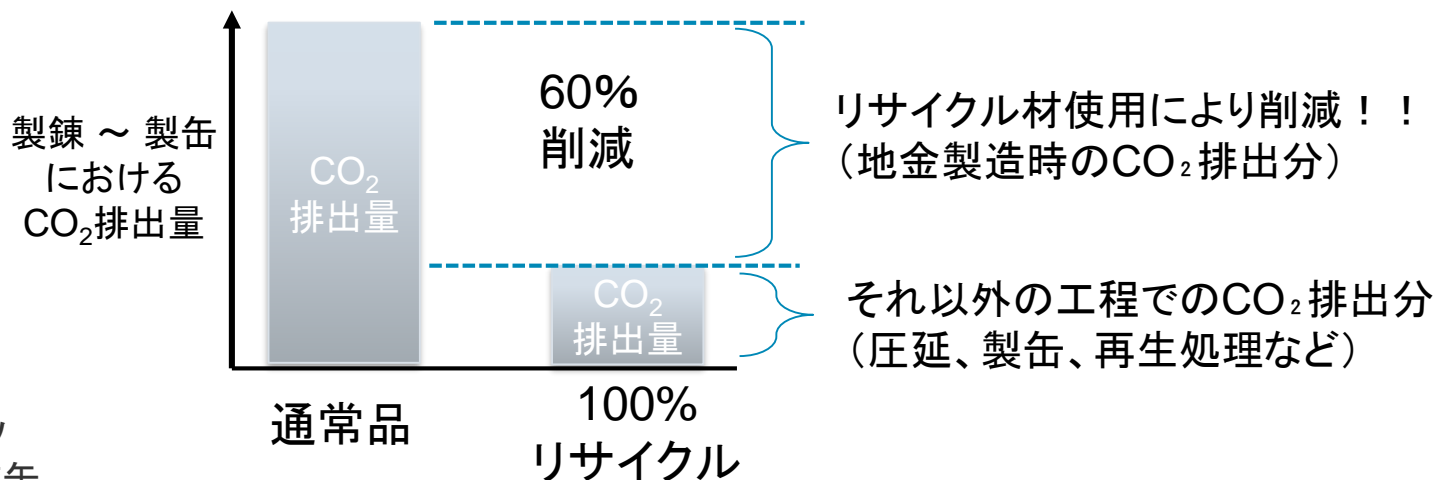 製錬 ～ 製缶
における
CO₂排出量
CO₂
排出量
60%
削減
リサイクル材使用により削減！！
（地金製造時のCO₂排出分）
CO₂
排出量
それ以外の工程でのCO₂排出分
（圧延、製缶、再生処理など）
通常品
100%
リサイクル